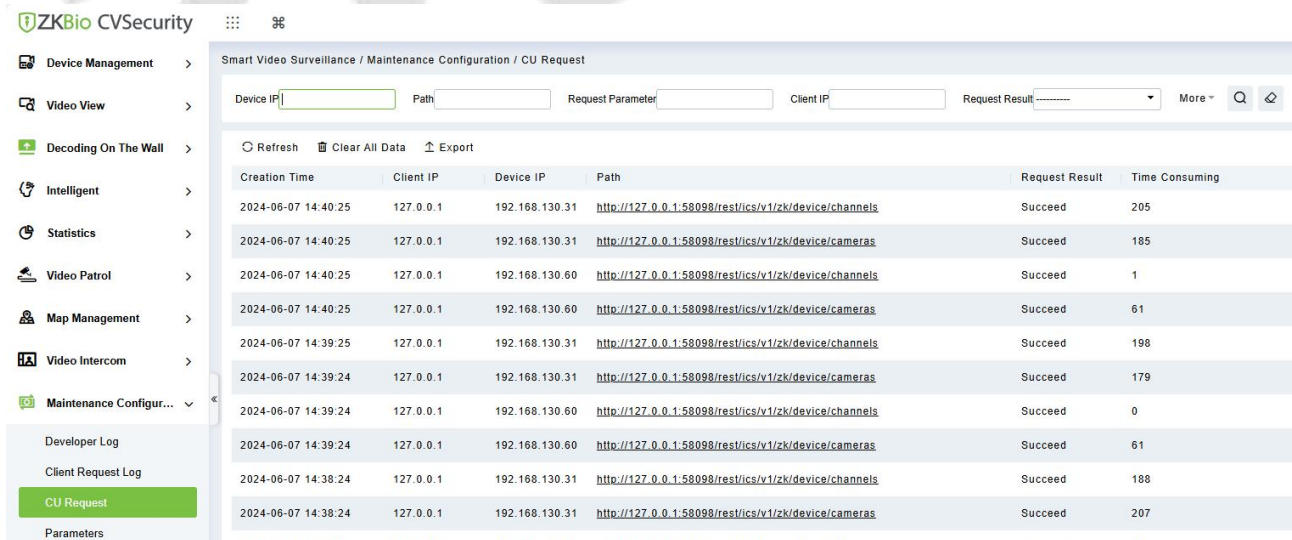 ZKBio CVSecurity
Device Management
Video View
Decoding On The Wall
Intelligent
Statistics
Video Patrol
Map Management
Video Intercom
Maintenance Configur...
Developer Log
Client Request Log
CU Request
Parameters
Smart Video Surveillance / Maintenance Configuration / CU Request
Device IP Path Request Parameter Client IP Request Result ---------- More
Refresh Clear All Data Export
Creation Time Client IP Device IP Path Request Result Time Consuming
2024-06-07 14:40:25 127.0.0.1 192.168.130.31 http://127.0.0.1:58098/rest/ics/v1/zk/device/channels Succeed 205
2024-06-07 14:40:25 127.0.0.1 192.168.130.31 http://127.0.0.1:58098/rest/ics/v1/zk/device/cameras Succeed 185
2024-06-07 14:40:25 127.0.0.1 192.168.130.60 http://127.0.0.1:58098/rest/ics/v1/zk/device/channels Succeed 1
2024-06-07 14:40:25 127.0.0.1 192.168.130.60 http://127.0.0.1:58098/rest/ics/v1/zk/device/cameras Succeed 61
2024-06-07 14:39:25 127.0.0.1 192.168.130.31 http://127.0.0.1:58098/rest/ics/v1/zk/device/channels Succeed 198
2024-06-07 14:39:24 127.0.0.1 192.168.130.31 http://127.0.0.1:58098/rest/ics/v1/zk/device/cameras Succeed 179
2024-06-07 14:39:24 127.0.0.1 192.168.130.60 http://127.0.0.1:58098/rest/ics/v1/zk/device/channels Succeed 0
2024-06-07 14:39:24 127.0.0.1 192.168.130.60 http://127.0.0.1:58098/rest/ics/v1/zk/device/cameras Succeed 61
2024-06-07 14:38:24 127.0.0.1 192.168.130.31 http://127.0.0.1:58098/rest/ics/v1/zk/device/channels Succeed 188
2024-06-07 14:38:24 127.0.0.1 192.168.130.31 http://127.0.0.1:58098/rest/ics/v1/zk/device/cameras Succeed 207